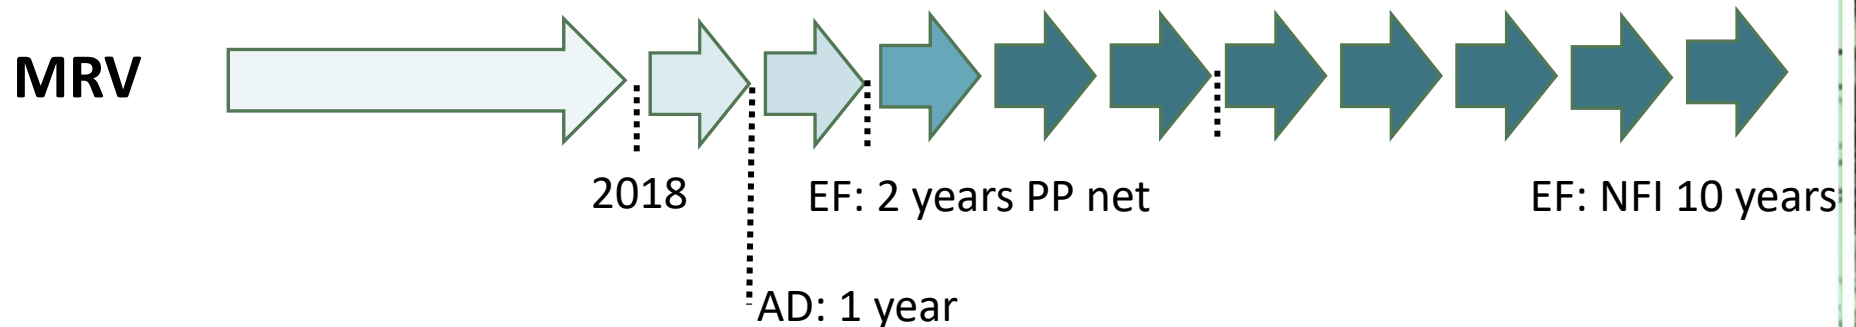 MRV
2018
EF: 2 years PP net
EF: NFI 10 years
AD: 1 year